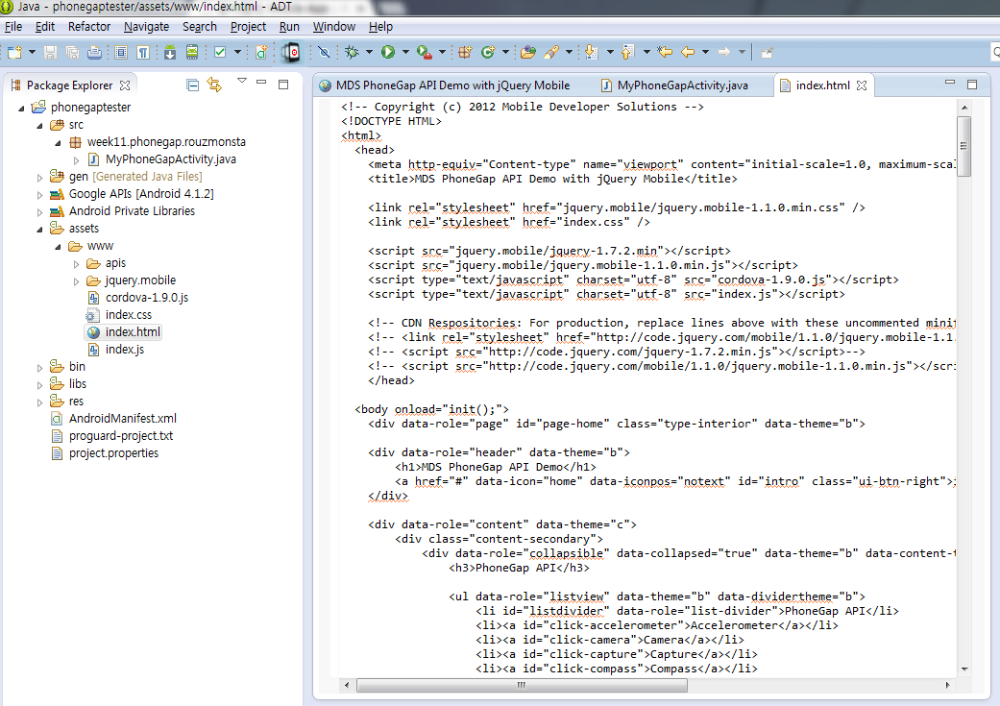 Java - phonegaptester/assets/www/index.html - ADT
File Edit Refactor Navigate Search Project Run Window Help
Package Explorer
phonegaptester
src
week11.phonegap.rouzmonsta
MyPhoneGapActivity.java
gen [Generated Java Files]
Google APIs [Android 4.1.2]
Android Private Libraries
assets
www
apis
jquery.mobile
cordova-1.9.0.js
index.css
index.html
index.js
bin
libs
res
AndroidManifest.xml
proguard-project.txt
project.properties
MDS PhoneGap API Demo with jQuery Mobile MyPhoneGapActivity.java index.html
<!-- Copyright (c) 2012 Mobile Developer Solutions -->
<!DOCTYPE HTML>
<html>
<head>
<meta http-equiv="Content-type" name="viewport" content="initial-scale=1.0, maximum-scal
<title>MDS PhoneGap API Demo with jQuery Mobile</title>
<link rel="stylesheet" href="jquery.mobile/jquery.mobile-1.1.0.min.css" />
<link rel="stylesheet" href="index.css" />
<script src="jquery.mobile/jquery-1.7.2.min"></script>
<script src="jquery.mobile/jquery.mobile-1.1.0.min.js"></script>
<script type="text/javascript" charset="utf-8" src="cordova-1.9.0.js"></script>
<script type="text/javascript" charset="utf-8" src="index.js"></script>
<!-- CDN Respositories: For production, replace lines above with these uncommented minif
<!-- <link rel="stylesheet" href="http://code.jquery.com/mobile/1.1.0/jquery.mobile-1.1.
<!-- <script src="http://code.jquery.com/jquery-1.7.2.min.js"></script>-->
<!-- <script src="http://code.jquery.com/mobile/1.1.0/jquery.mobile-1.1.0.min.js"></scri
</head>
<body onload="init();">
<div data-role="page" id="page-home" class="type-interior" data-theme="b">
<div data-role="header" data-theme="b">
<h1>MDS PhoneGap API Demo</h1>
<a href="#" data-icon="home" data-iconpos="notext" id="intro" class="ui-btn-right">i
</div>
<div data-role="content" data-theme="c">
<div class="content-secondary">
<div data-role="collapsible" data-collapsed="true" data-theme="b" data-content-t
<h3>PhoneGap API</h3>
<ul data-role="listview" data-theme="b" data-dividertheme="b">
<li id="listdivider" data-role="list-divider">PhoneGap API</li>
<li><a id="click-accelerometer">Accelerometer</a></li>
<li><a id="click-camera">Camera</a></li>
<li><a id="click-capture">Capture</a></li>
<li><a id="click-compass">Compass</a></li>